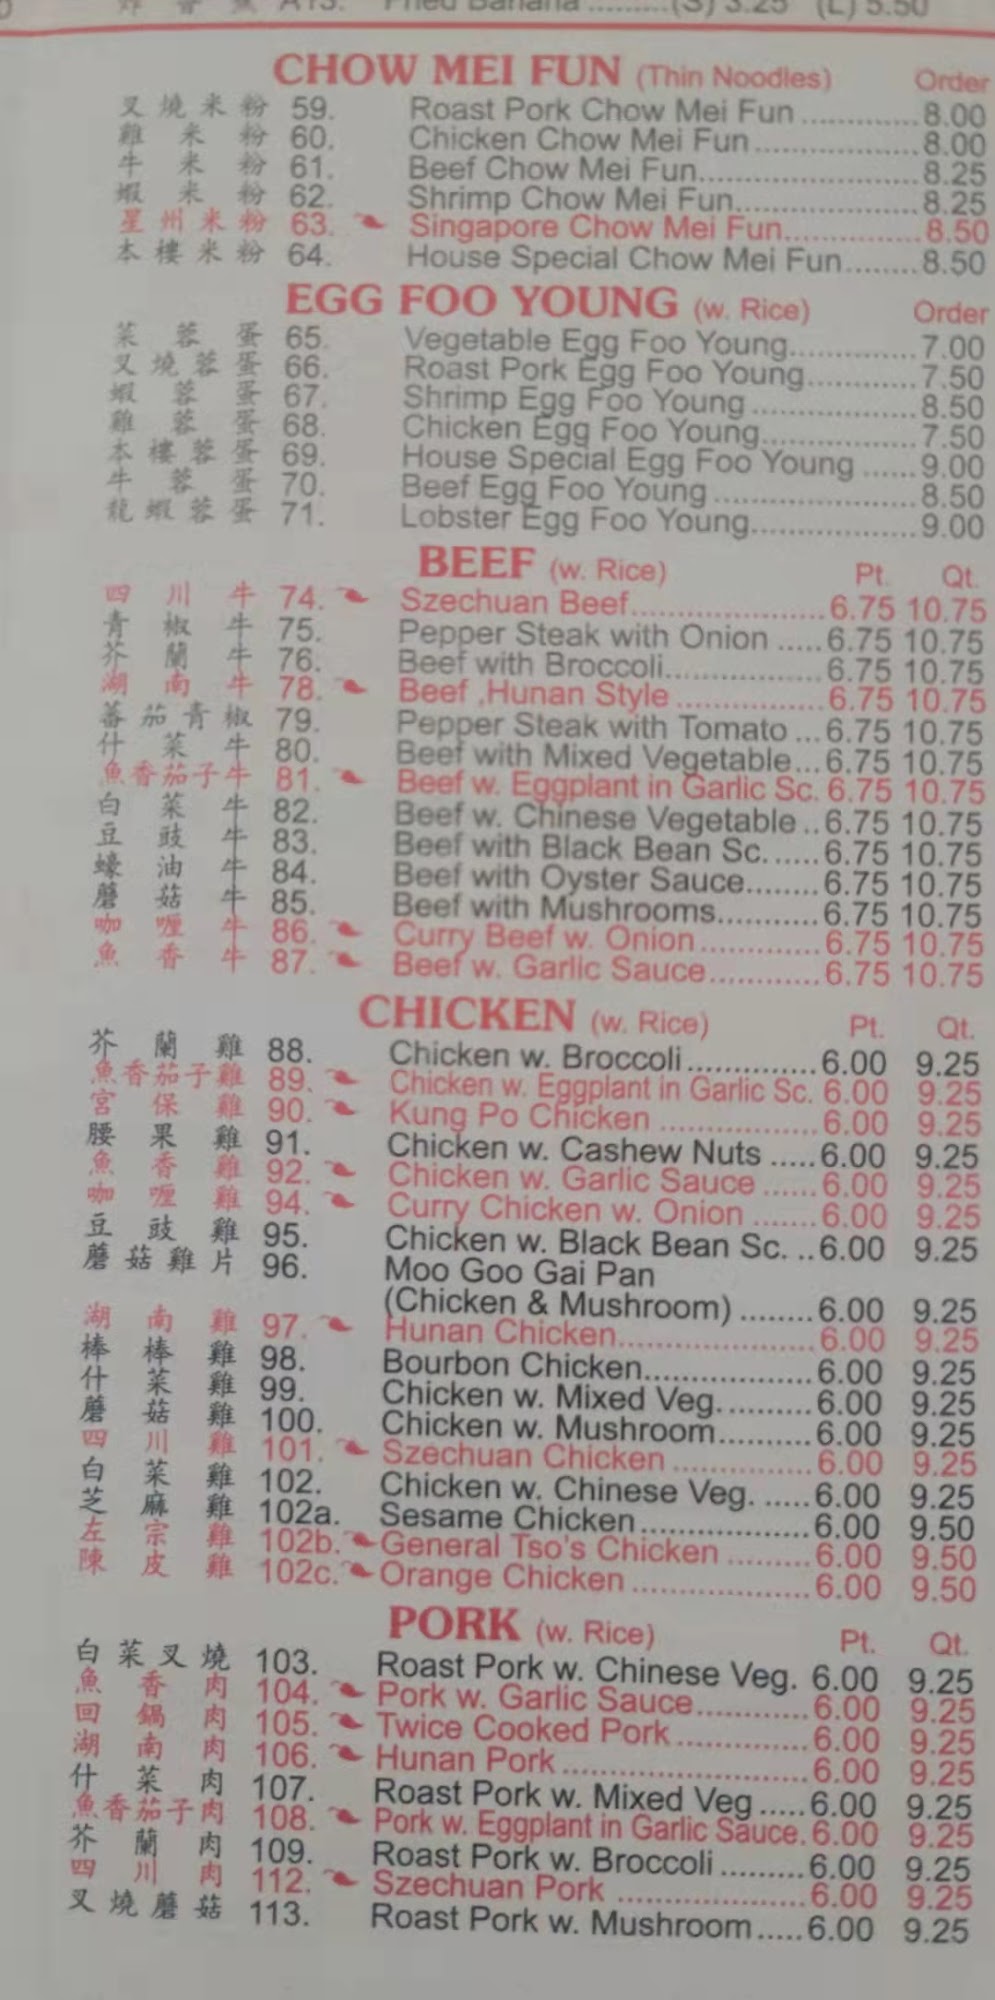 A13. Fried Banana ..........(S) 3.25 (L) 5.50
CHOW MEI FUN (Thin Noodles) Order
叉燒米粉 59. Roast Pork Chow Mei Fun .............8.00
雞米粉 60. Chicken Chow Mei Fun..................8.00
牛米粉 61. Beef Chow Mei Fun........................8.25
蝦米粉 62. Shrimp Chow Mei Fun....................8.25
星州米粉 63. Singapore Chow Mei Fun...............8.50
本樓米粉 64. House Special Chow Mei Fun........8.50
EGG FOO YOUNG (w. Rice) Order
菜蓉蛋 65. Vegetable Egg Foo Young..............7.00
叉燒蓉蛋 66. Roast Pork Egg Foo Young............7.50
蝦蓉蛋 67. Shrimp Egg Foo Young ..................8.50
雞蓉蛋 68. Chicken Egg Foo Young.................7.50
本樓蓉蛋 69. House Special Egg Foo Young ......9.00
牛蓉蛋 70. Beef Egg Foo Young ......................8.50
龍蝦蓉蛋 71. Lobster Egg Foo Young..................9.00
BEEF (w. Rice) Pt. Qt.
四川牛 74. Szechuan Beef.....................6.75 10.75
青椒牛 75. Pepper Steak with Onion .....6.75 10.75
芥蘭牛 76. Beef with Broccoli.................6.75 10.75
湖南牛 78. Beef ,Hunan Style ................6.75 10.75
蕃茄青椒 79. Pepper Steak with Tomato ...6.75 10.75
什菜牛 80. Beef with Mixed Vegetable...6.75 10.75
魚香茄子牛 81. Beef w. Eggplant in Garlic Sc. 6.75 10.75
白菜牛 82. Beef w. Chinese Vegetable ..6.75 10.75
豆豉牛 83. Beef with Black Bean Sc.......6.75 10.75
蠔油牛 84. Beef with Oyster Sauce........6.75 10.75
蘑菇牛 85. Beef with Mushrooms...........6.75 10.75
咖喱牛 86. Curry Beef w. Onion .............6.75 10.75
魚香牛 87. Beef w. Garlic Sauce............6.75 10.75
CHICKEN (w. Rice) Pt. Qt.
芥蘭雞 88. Chicken w. Broccoli..............6.00 9.25
魚香茄子雞 89. Chicken w. Eggplant in Garlic Sc. 6.00 9.25
宮保雞 90. Kung Po Chicken .................6.00 9.25
腰果雞 91. Chicken w. Cashew Nuts .....6.00 9.25
魚香雞 92. Chicken w. Garlic Sauce ......6.00 9.25
咖喱雞 94. Curry Chicken w. Onion .......6.00 9.25
豆豉雞 95. Chicken w. Black Bean Sc. ..6.00 9.25
蘑菇雞片 96. Moo Goo Gai Pan
(Chicken & Mushroom) ........6.00 9.25
湖南雞 97. Hunan Chicken.....................6.00 9.25
棒棒雞 98. Bourbon Chicken..................6.00 9.25
什菜雞 99. Chicken w. Mixed Veg..........6.00 9.25
蘑菇雞 100. Chicken w. Mushroom..........6.00 9.25
四川雞 101. Szechuan Chicken ...............6.00 9.25
白菜雞 102. Chicken w. Chinese Veg. .....6.00 9.25
芝麻雞 102a. Sesame Chicken...................6.00 9.50
左宗雞 102b. General Tso's Chicken .........6.00 9.50
陳皮雞 102c. Orange Chicken ...................6.00 9.50
PORK (w. Rice) Pt. Qt.
白菜叉燒 103. Roast Pork w. Chinese Veg. 6.00 9.25
魚香肉 104. Pork w. Garlic Sauce............6.00 9.25
回鍋肉 105. Twice Cooked Pork ..............6.00 9.25
湖南肉 106. Hunan Pork ..........................6.00 9.25
什菜肉 107. Roast Pork w. Mixed Veg .....6.00 9.25
魚香茄子肉 108. Pork w. Eggplant in Garlic Sauce.6.00 9.25
芥蘭肉 109. Roast Pork w. Broccoli .........6.00 9.25
四川肉 112. Szechuan Pork ....................6.00 9.25
叉燒蘑菇 113. Roast Pork w. Mushroom.....6.00 9.25